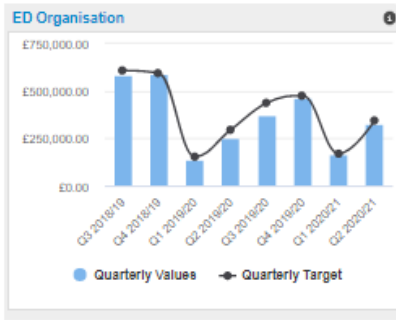 ED Organisation
£750,000.00
£500,000.00
£250,000.00
£0.00
Q3 2018/19
Q4 2018/19
Q1 2019/20
Q2 2019/20
Q3 2019/20
Q4 2019/20
Q1 2020/21
Q2 2020/21
Quarterly Values
Quarterly Target